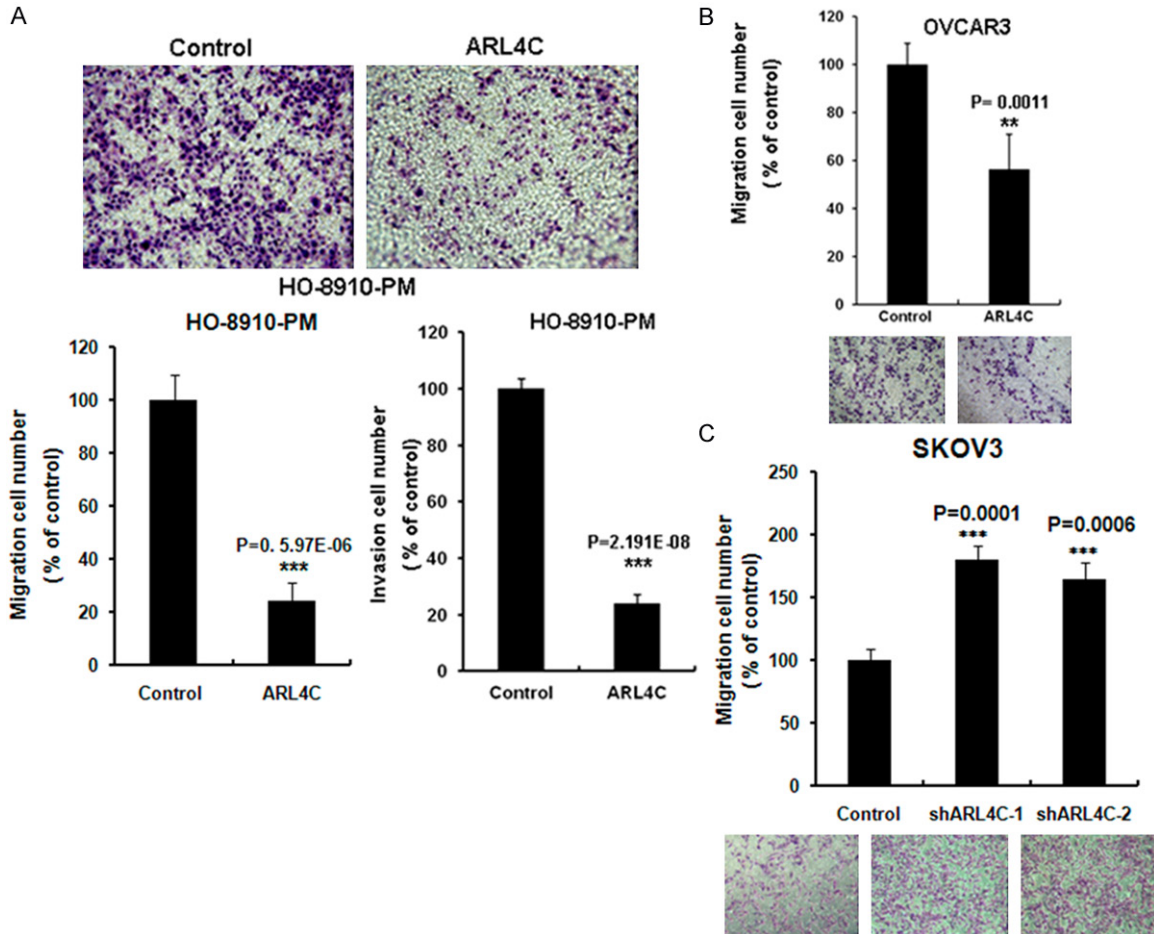 A
Control
ARL4C
HO-8910-PM
HO-8910-PM
Migration cell number
( % of control)
120
100
80
60
40
20
0
P=0. 5.97E-06
***
Control
ARL4C
HO-8910-PM
Invasion cell number
( % of control)
120
100
80
60
40
20
0
P=2.191E-08
***
Control
ARL4C
B
OVCAR3
Migration cell number
( % of control)
120
100
80
60
40
20
0
P= 0.0011
**
Control
ARL4C
C
SKOV3
Migration cell number
( % of control)
250
200
150
100
50
0
P=0.0001
***
P=0.0006
***
Control
shARL4C-1
shARL4C-2